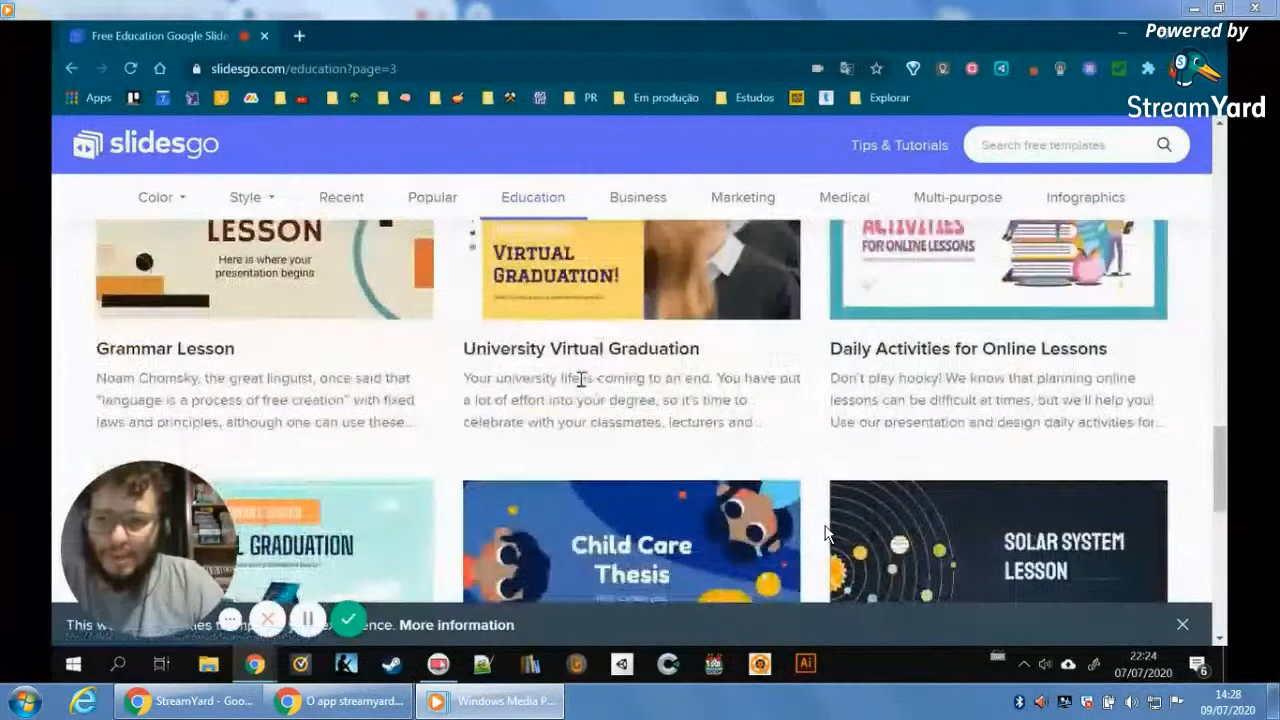 Powered by
StreamYard
Free Education Google Slide
slidesgo.com/education?page=3
Apps
PR
Em produção
Estudos
Explorar
slidesgo
Tips & Tutorials
Search free templates
Color
Style
Recent
Popular
Education
Business
Marketing
Medical
Multi-purpose
Infographics
LESSON
Here is where your
presentation begins
VIRTUAL
GRADUATION!
ACTIVITIES
FOR ONLINE LESSONS
Grammar Lesson
Noam Chomsky, the great linguist, once said that
"language is a process of free creation" with fixed
laws and principles, although one can use these...
University Virtual Graduation
Your university life is coming to an end. You have put
a lot of effort into your degree, so it's time to
celebrate with your classmates, lecturers and...
Daily Activities for Online Lessons
Don't play hooky! We know that planning online
lessons can be difficult at times, but we'll help you!
Use our presentation and design daily activities for...
GRADUATION
Child Care
Thesis
SOLAR SYSTEM
LESSON
This
More information
22:24
07/07/2020
6
Ai
StreamYard - Goo...
O app streamyard...
Windows Media P...
14:28
09/07/2020